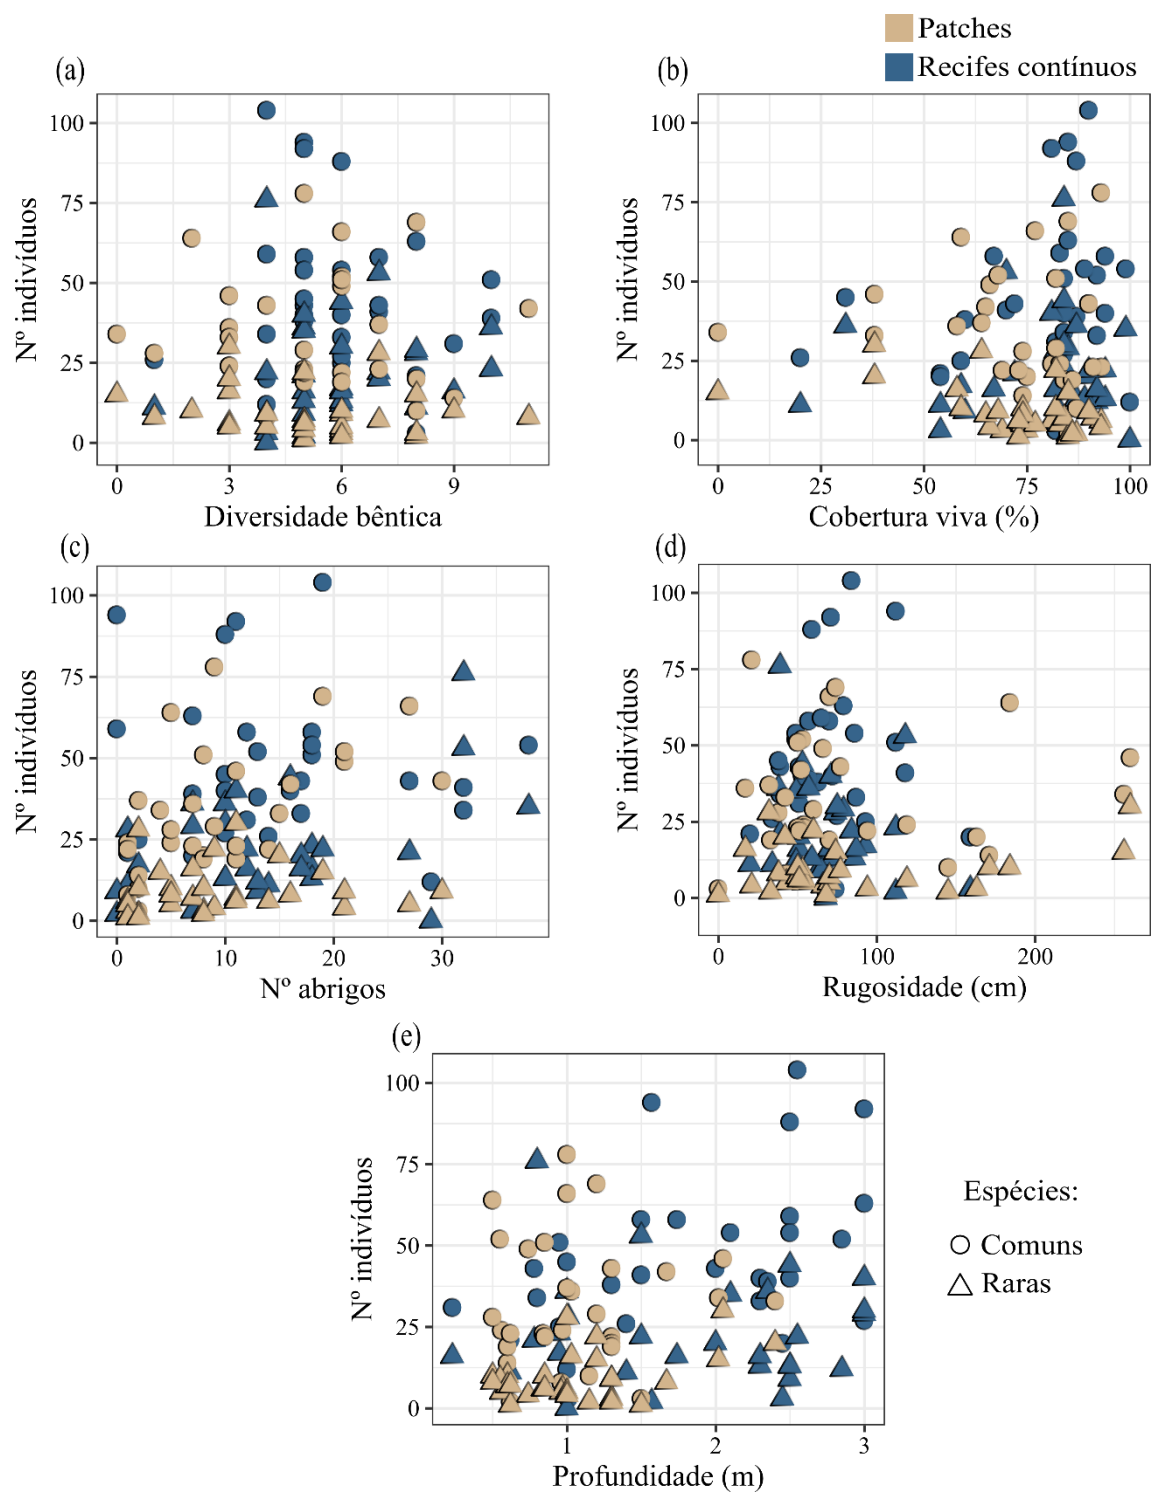 Patches
Recifes contínuos
(a)
(b)
Nº indivíduos
100
75
50
25
0
0 3 6 9
Diversidade bêntica
Nº indivíduos
100
75
50
25
0
0 25 50 75 100
Cobertura viva (%)
(c)
(d)
Nº indivíduos
100
75
50
25
0
0 10 20 30
Nº abrigos
Nº indivíduos
100
75
50
25
0
0 100 200
Rugosidade (cm)
(e)
Nº indivíduos
100
75
50
25
0
1 2 3
Profundidade (m)
Espécies:
Comuns
Raras